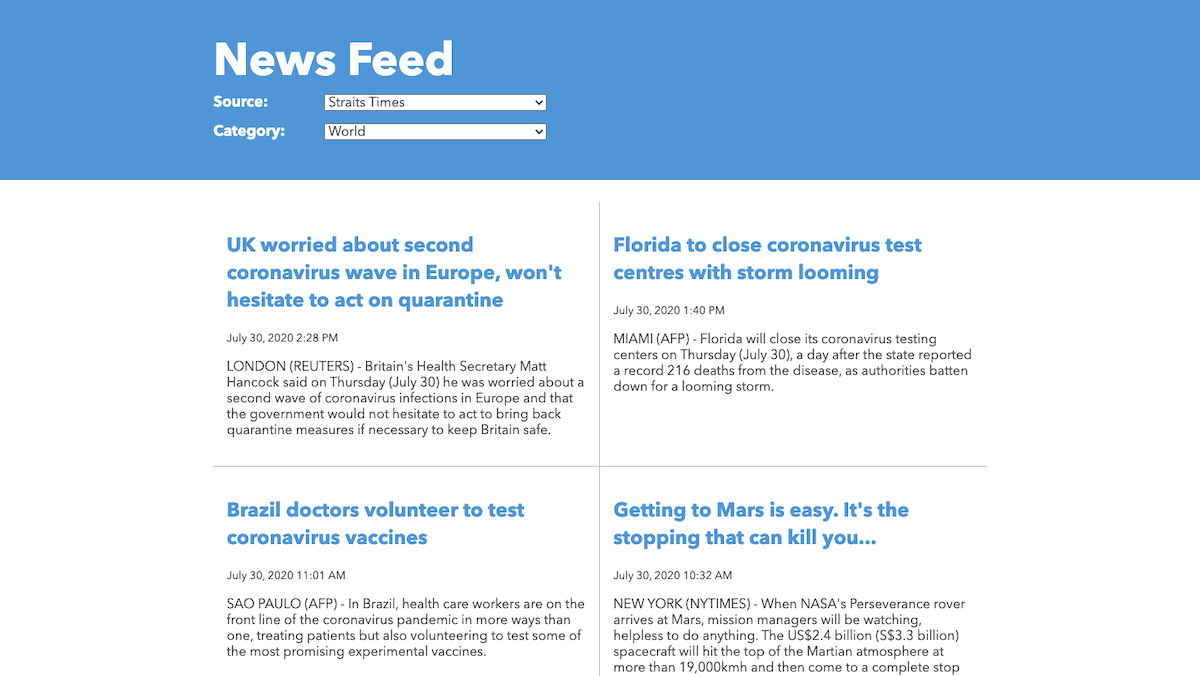 News Feed
Source:
Straits Times
Category:
World
UK worried about second
coronavirus wave in Europe, won't
hesitate to act on quarantine
July 30, 2020 2:28 PM
LONDON (REUTERS) - Britain's Health Secretary Matt
Hancock said on Thursday (July 30) he was worried about a
second wave of coronavirus infections in Europe and that
the government would not hesitate to act to bring back
quarantine measures if necessary to keep Britain safe.
Florida to close coronavirus test
centres with storm looming
July 30, 2020 1:40 PM
MIAMI (AFP) - Florida will close its coronavirus testing
centers on Thursday (July 30), a day after the state reported
a record 216 deaths from the disease, as authorities batten
down for a looming storm.
Brazil doctors volunteer to test
coronavirus vaccines
July 30, 2020 11:01 AM
SAO PAULO (AFP) - In Brazil, health care workers are on the
front line of the coronavirus pandemic in more ways than
one, treating patients but also volunteering to test some of
the most promising experimental vaccines.
Getting to Mars is easy. It's the
stopping that can kill you...
July 30, 2020 10:32 AM
NEW YORK (NYTIMES) - When NASA's Perseverance rover
arrives at Mars, mission managers will be watching,
helpless to do anything. The US$2.4 billion (S$3.3 billion)
spacecraft will hit the top of the Martian atmosphere at
more than 19,000kmh and then come to a complete stop